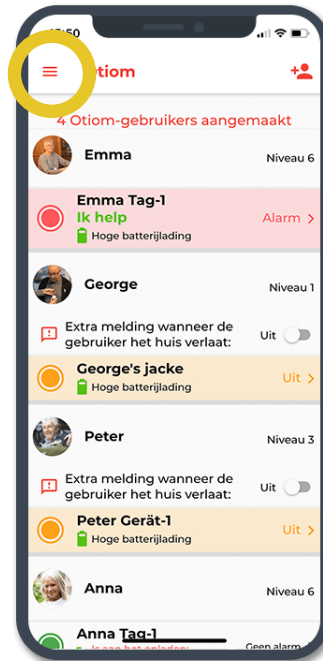 Otiom
4 Otiom-gebruikers aangemaakt
Emma
Niveau 6
Emma Tag-1
Ik help
Alarm
Hoge batterijlading
George
Niveau 1
Extra melding wanneer de
gebruiker het huis verlaat:
Uit
George's jacke
Uit
Hoge batterijlading
Peter
Niveau 3
Extra melding wanneer de
gebruiker het huis verlaat:
Uit
Peter Gerät-1
Uit
Hoge batterijlading
Anna
Niveau 6
Anna Tag-1
Geen alarm